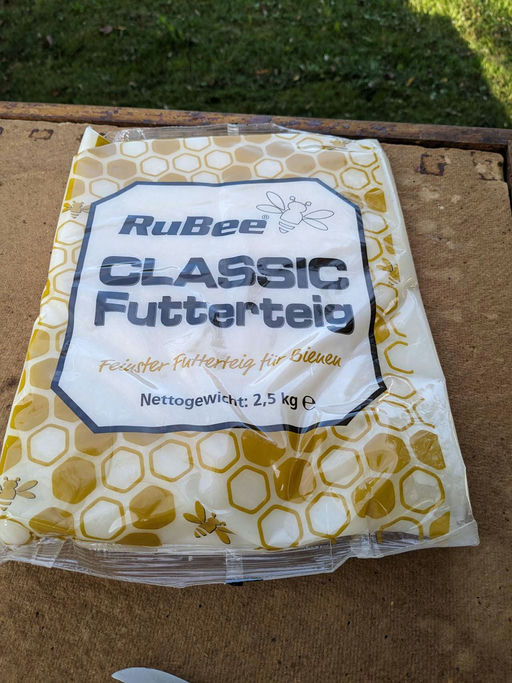 RuBee®
CLASSIC
Futterteig
Feinster Futterteig für Bienen
Nettogewicht: 2,5 kg ℮